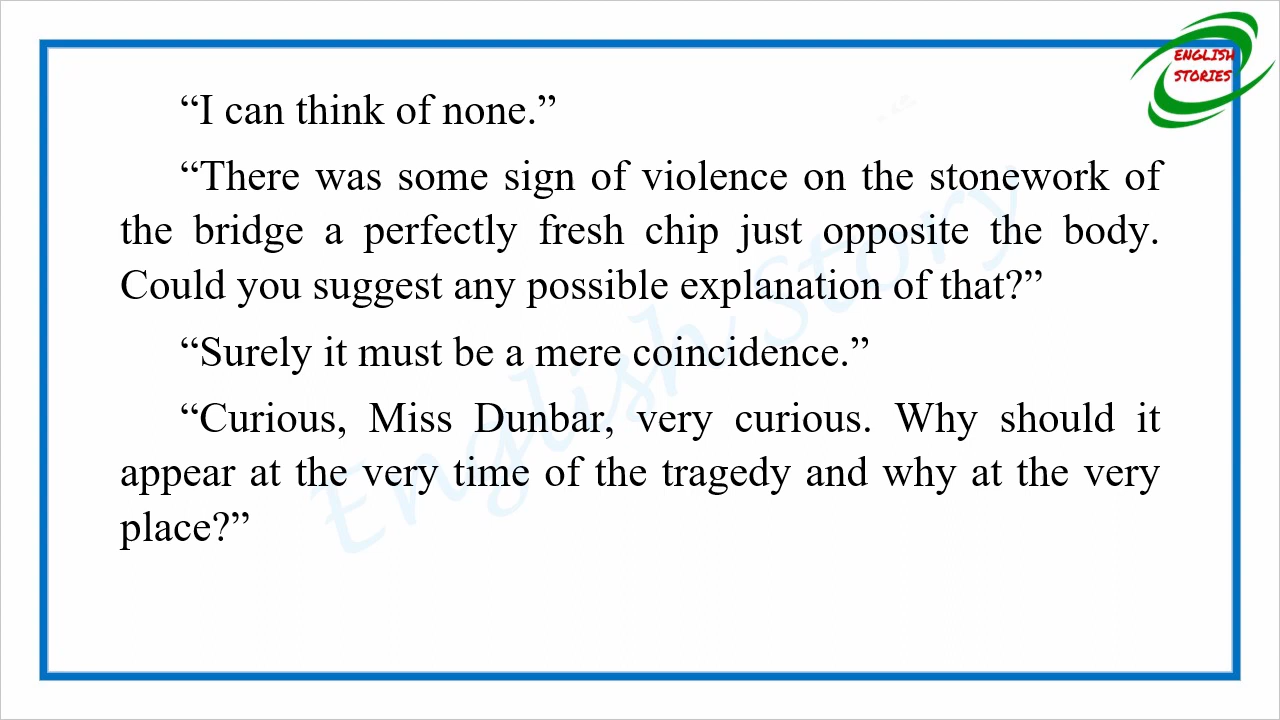 ENGLISH
STORIES
“I can think of none.”
“There was some sign of violence on the stonework of
the bridge a perfectly fresh chip just opposite the body.
Could you suggest any possible explanation of that?”
“Surely it must be a mere coincidence.”
“Curious, Miss Dunbar, very curious. Why should it
appear at the very time of the tragedy and why at the very
place?”
English Story